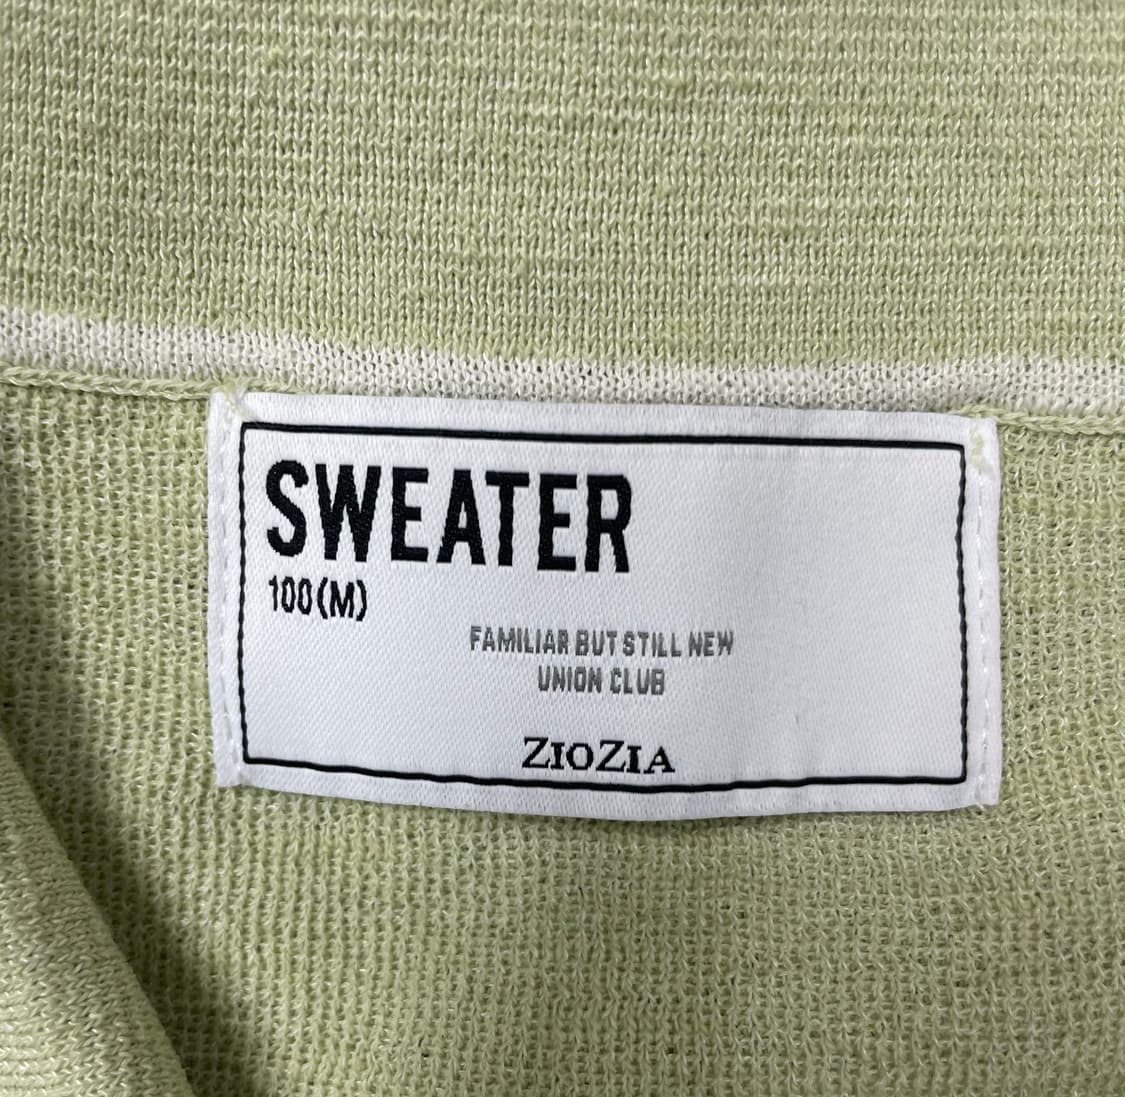 SWEATER
100(M)
FAMILIAR BUT STILL NEW
UNION CLUB
ZIOZIA